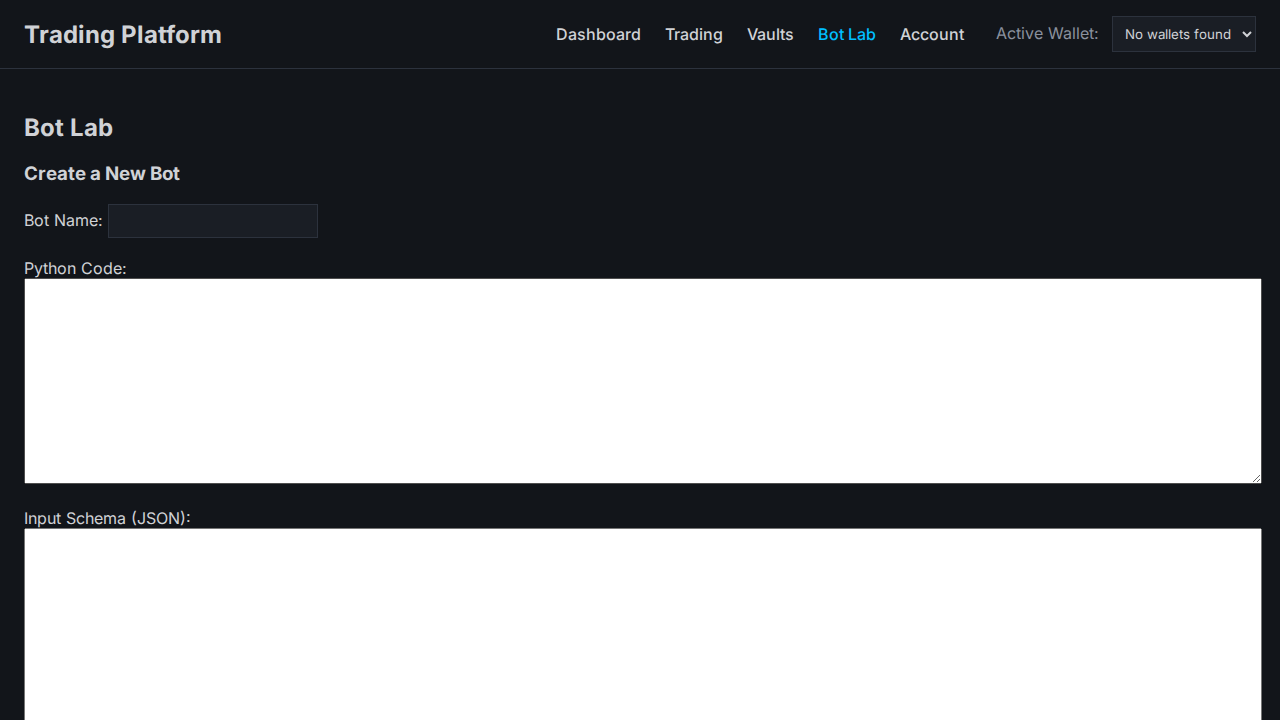 Trading Platform
Dashboard
Trading
Vaults
Bot Lab
Account
Active Wallet:
No wallets found
Bot Lab
Create a New Bot
Bot Name:
Python Code:
Input Schema (JSON):